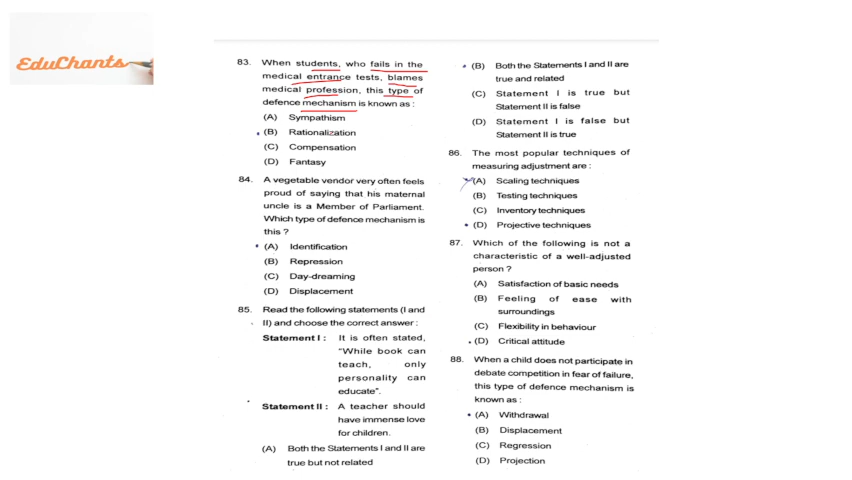 EduChants
83. When students, who fails in the
medical entrance tests, blames
medical profession, this type of
defence mechanism is known as :
(A) Sympathism
(B) Rationalization
(C) Compensation
(D) Fantasy
84. A vegetable vendor very often feels
proud of saying that his maternal
uncle is a Member of Parliament.
Which type of defence mechanism is
this ?
(A) Identification
(B) Repression
(C) Day-dreaming
(D) Displacement
85. Read the following statements (I and
II) and choose the correct answer :
Statement I : It is often stated,
"While book can
teach, only
personality can
educate".
Statement II : A teacher should
have immense love
for children.
(A) Both the Statements I and II are
true but not related
(B) Both the Statements I and II are
true and related
(C) Statement I is true but
Statement II is false
(D) Statement I is false but
Statement II is true
86. The most popular techniques of
measuring adjustment are :
(A) Scaling techniques
(B) Testing techniques
(C) Inventory techniques
(D) Projective techniques
87. Which of the following is not a
characteristic of a well-adjusted
person ?
(A) Satisfaction of basic needs
(B) Feeling of ease with
surroundings
(C) Flexibility in behaviour
(D) Critical attitude
88. When a child does not participate in
debate competition in fear of failure,
this type of defence mechanism is
known as :
(A) Withdrawal
(B) Displacement
(C) Regression
(D) Projection